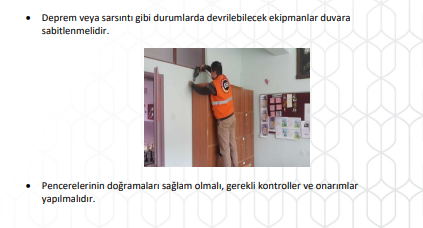 • Deprem veya sarsıntı gibi durumlarda devrilebilecek ekipmanlar duvara
sabitlenmelidir.
• Pencerelerinin doğramaları sağlam olmalı, gerekli kontroller ve onarımlar
yapılmalıdır.